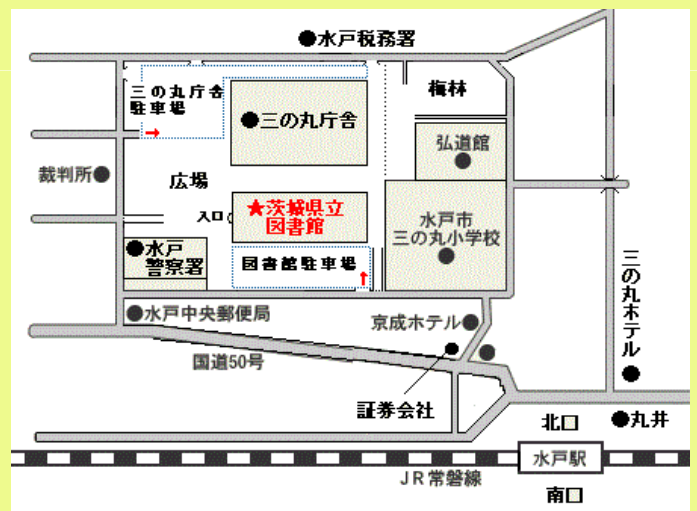 ●水戸税務署
三の丸庁舎
駐車場
→
梅林
●三の丸庁舎
弘道館
裁判所●
広場
入口
★茨城県立
図書館
水戸市
三の丸小学校
●水戸
警察署
図書館駐車場
↑
三の丸ホテル
●水戸中央郵便局
京成ホテル●
国道50号
証券会社
北口
●丸井
水戸駅
JR常磐線
南口